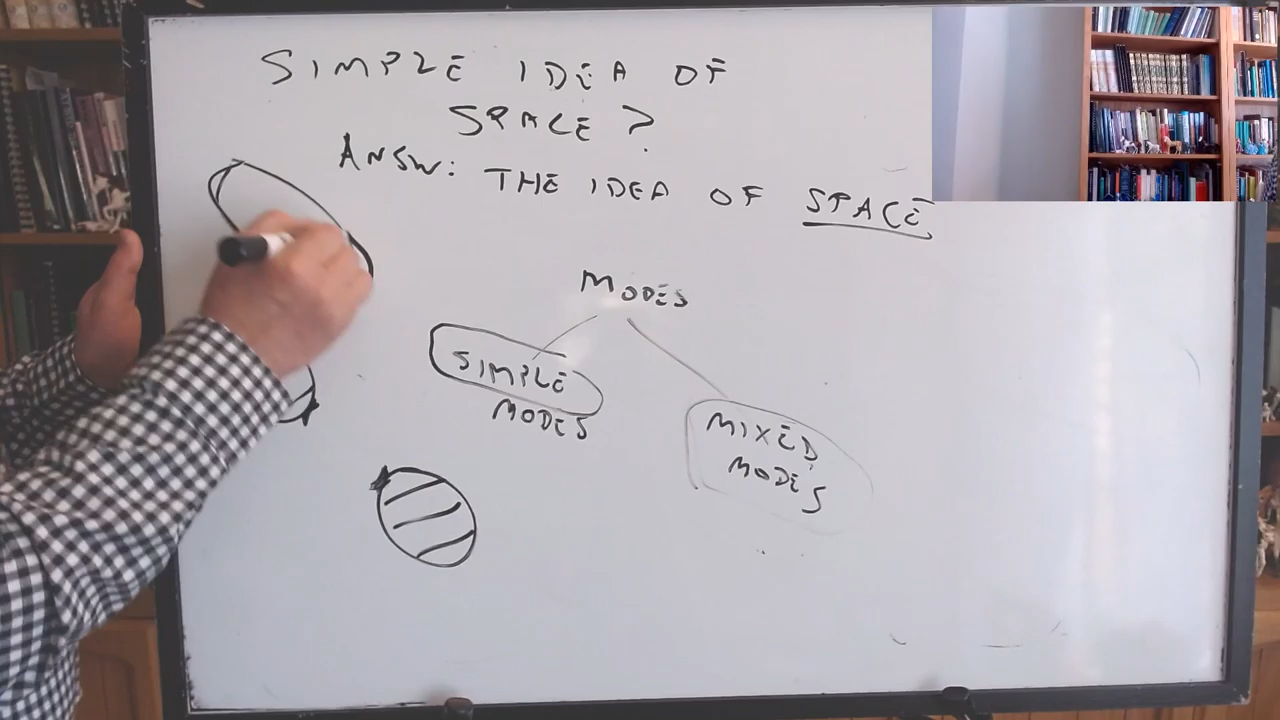 SIMPLE IDEA OF
SPACE?
ANSW: THE IDEA OF SPACE
MODES
SIMPLE
MODES
MIXED
MODES